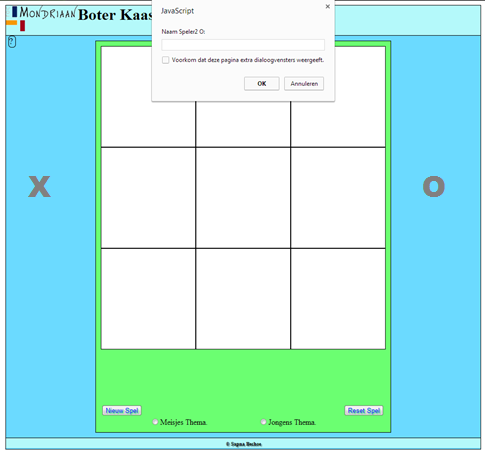 JavaScript
×
MONDRIAAN
Boter Kaas
Naam Speler2 O:
?
Voorkom dat deze pagina extra dialoogvensters weergeeft.
OK
Annuleren
X
O
Nieuw Spel
Reset Spel
Meisjes Thema.
Jongens Thema.